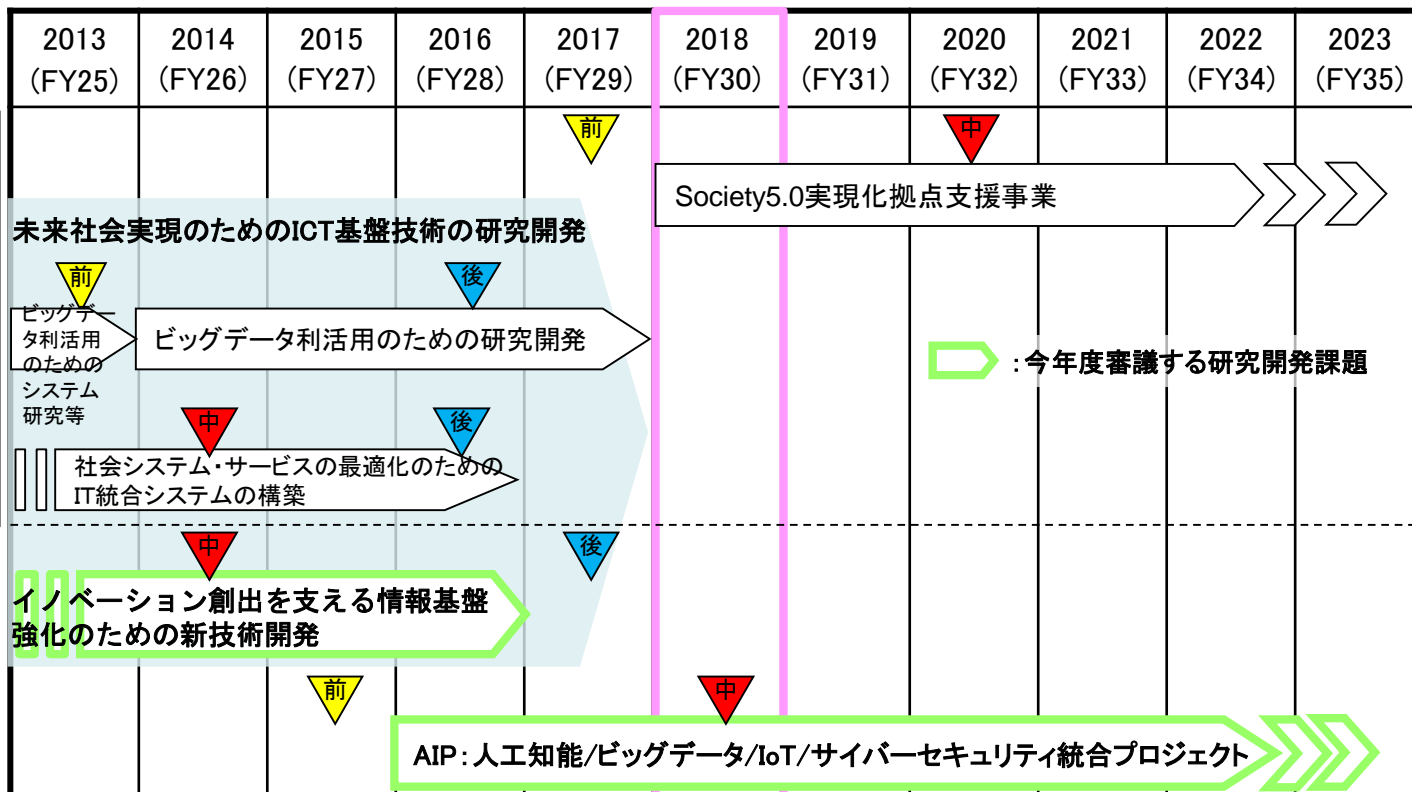 2013 2014 2015 2016 2017 2018 2019 2020 2021 2022 2023
(FY25) (FY26) (FY27) (FY28) (FY29) (FY30) (FY31) (FY32) (FY33) (FY34) (FY35)
前 中
Society5.0実現化拠点支援事業
未来社会実現のためのICT基盤技術の研究開発
前 後
ビッグデー
タ利活用
のための
システム
研究等
ビッグデータ利活用のための研究開発
:今年度審議する研究開発課題
中 後
社会システム・サービスの最適化のための
IT統合システムの構築
中 後
イノベーション創出を支える情報基盤
強化のための新技術開発
前 中
AIP:人工知能/ビッグデータ/IoT/サイバーセキュリティ統合プロジェクト